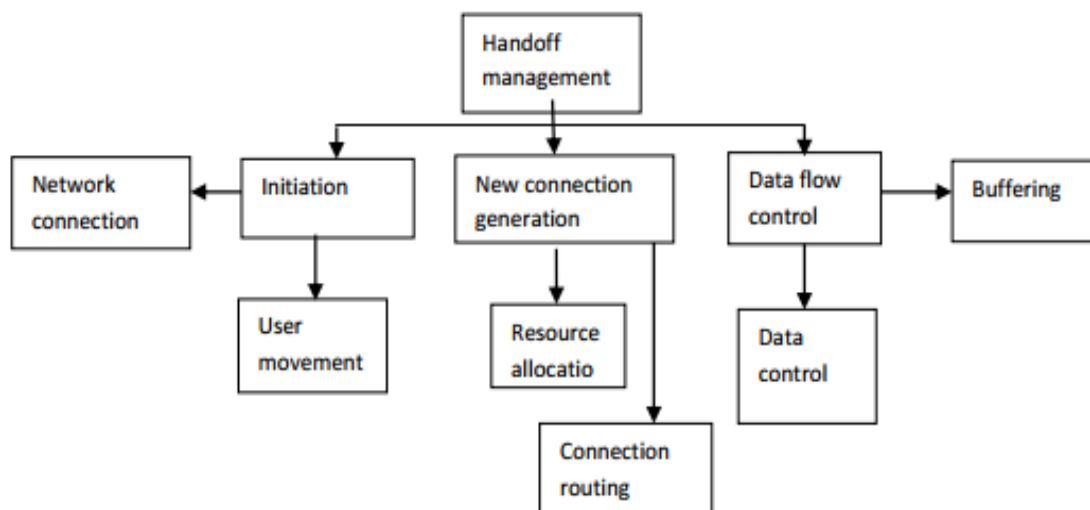 Handoff
management
Network
connection
Initiation
New connection
generation
Data flow
control
Buffering
User
movement
Resource
allocatio
Data
control
Connection
routing